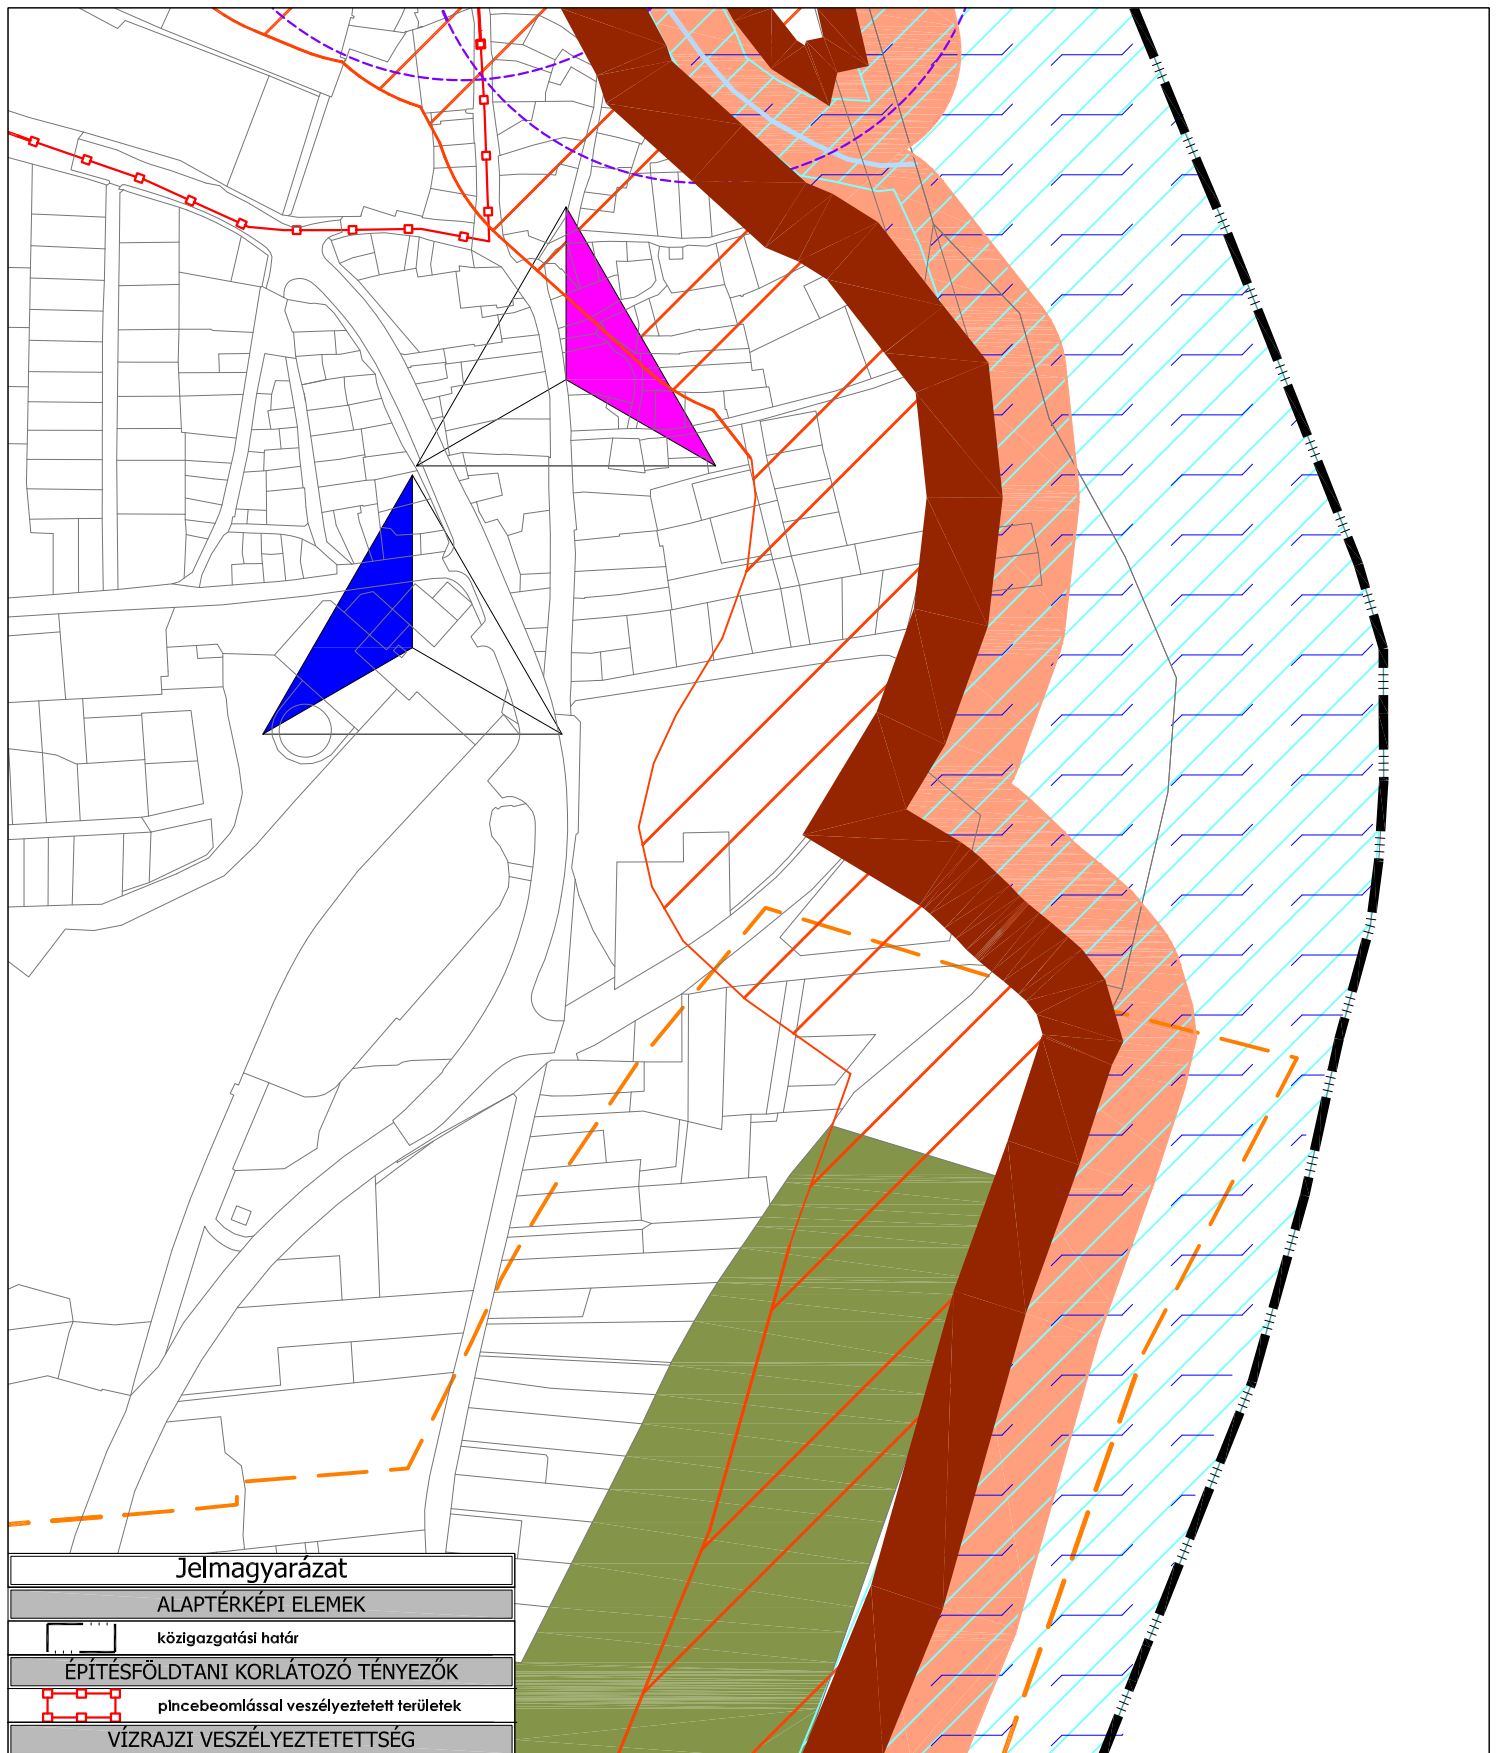 Jelmagyarázat
ALAPTÉRKÉPI ELEMEK
közigazgatási határ
ÉPÍTÉSFÖLDTANI KORLÁTOZÓ TÉNYEZŐK
pincebeomlással veszélyeztetett területek
VÍZRAJZI VESZÉLYEZTETETTSÉG